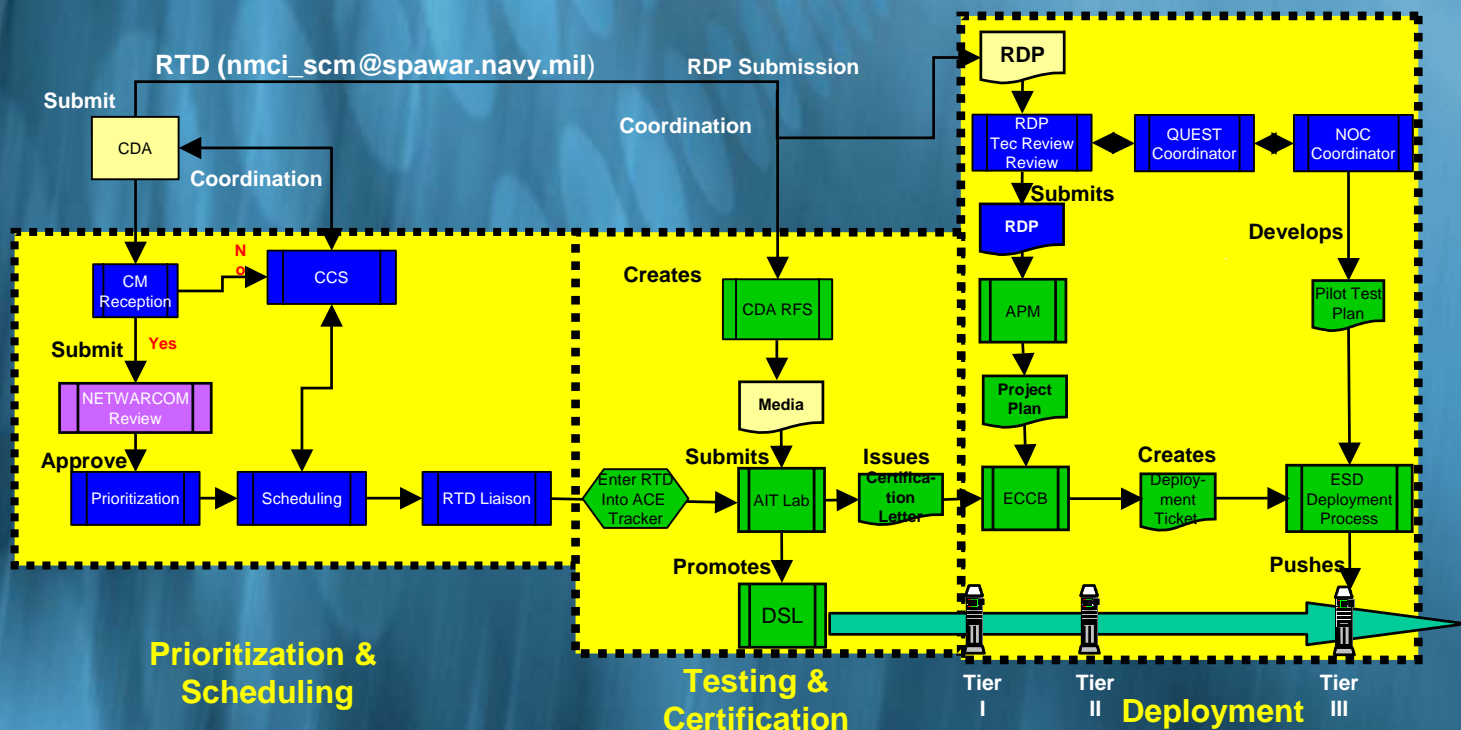 RTD (nmci_scm@spawar.navy.mil)
RDP Submission
Submit
CDA
Coordination
Coordination
CM
Reception
N
o
CCS
Submit
Yes
NETWARCOM
Review
Approve
Prioritization
Scheduling
RTD Liaison
Prioritization &
Scheduling
Creates
CDA RFS
Media
Submits
Issues
Enter RTD
Into ACE
Tracker
AIT Lab
Certifica-
tion
Letter
Promotes
DSL
Testing &
Certification
RDP
RDP
Tec Review
Review
QUEST
Coordinator
NOC
Coordinator
Submits
RDP
Develops
APM
Pilot Test
Plan
Project
Plan
Creates
ECCB
Deploy-
ment
Ticket
ESD
Deployment
Process
Pushes
Tier
I
Tier
II
Tier
III
Deployment